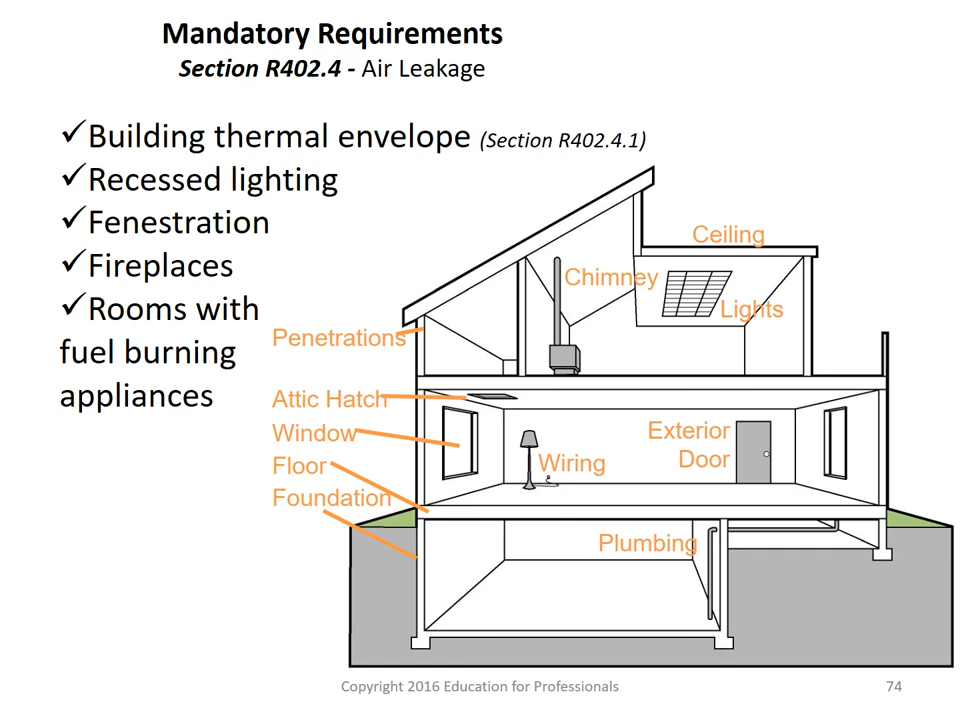 Mandatory Requirements
Section R402.4 - Air Leakage
✓Building thermal envelope (Section R402.4.1)
✓Recessed lighting
✓Fenestration
✓Fireplaces
✓Rooms with
fuel burning
appliances
Ceiling
Chimney
Lights
Penetrations
Attic Hatch
Window
Floor
Foundation
Exterior
Door
Wiring
Plumbing
Copyright 2016 Education for Professionals
74